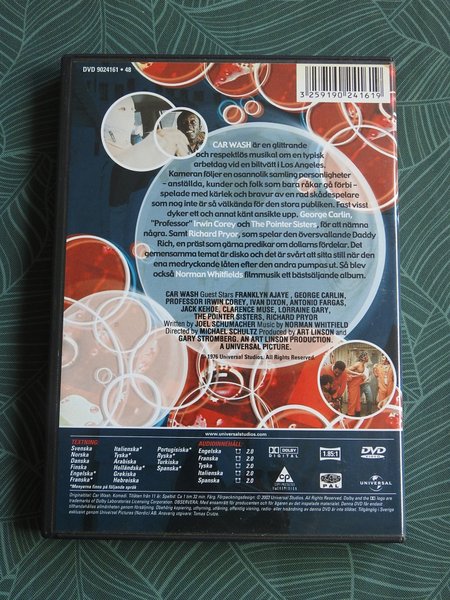 DVD 9024161 • 48
3 259190 241619
CAR WASH är en glittrande
och respektlös musikal om en typisk
arbetsdag vid en biltvätt i Los Angeles.
Kameran följer en osannolik samling personligheter
- anställda, kunder och folk som bara råkar gå förbi -
spelade med kärlek och bravur av en rad skådespelare
som nog inte är så välkända för den stora publiken. Fast visst
dyker ett och annat känt ansikte upp, George Carlin,
"Professor" Irwin Corey och The Pointer Sisters, för att nämna
några. Samt Richard Pryor, som spelar den översvallande Daddy
Rich, en präst som gärna predikar om dollarns fördelar. Det
gemensamma temat är disko och det är svårt att sitta still när den
ena medryckande låten efter den andra pumpas ut. Så blev
också Norman Whitfields filmmusik ett bästsäljande album.
CAR WASH Guest Stars FRANKLYN AJAYE, GEORGE CARLIN,
PROFESSOR IRWIN COREY, IVAN DIXON, ANTONIO FARGAS,
JACK KEHOE, CLARENCE MUSE, LORRAINE GARY,
THE POINTER SISTERS, RICHARD PRYOR
Written by JOEL SCHUMACHER Music by NORMAN WHITFIELD
Directed by MICHAEL SCHULTZ Produced by ART LINSON and
GARY STROMBERG. AN ART LINSON PRODUCTION.
A UNIVERSAL PICTURE.
© 1976 Universal Studios. All Rights Reserved.
www.universalstudios.com
TEXTNING:
Svenska Italienska* Portugisiska*
Norska Tyska* Ryska*
Danska Arabiska Turkiska
Finska Holländska* Spanska*
Engelska* Grekiska
Franska* Hebreiska
*Menyerna finns på följande språk
AUDIOINNEHÅLL:
Engelska 2.0
Franska 2.0
Tyska 2.0
Italienska 2.0
Spanska 2.0
DOLBY
DIGITAL
1.85:1
DVD
VIDEO
2
PAL
UNIVERSAL